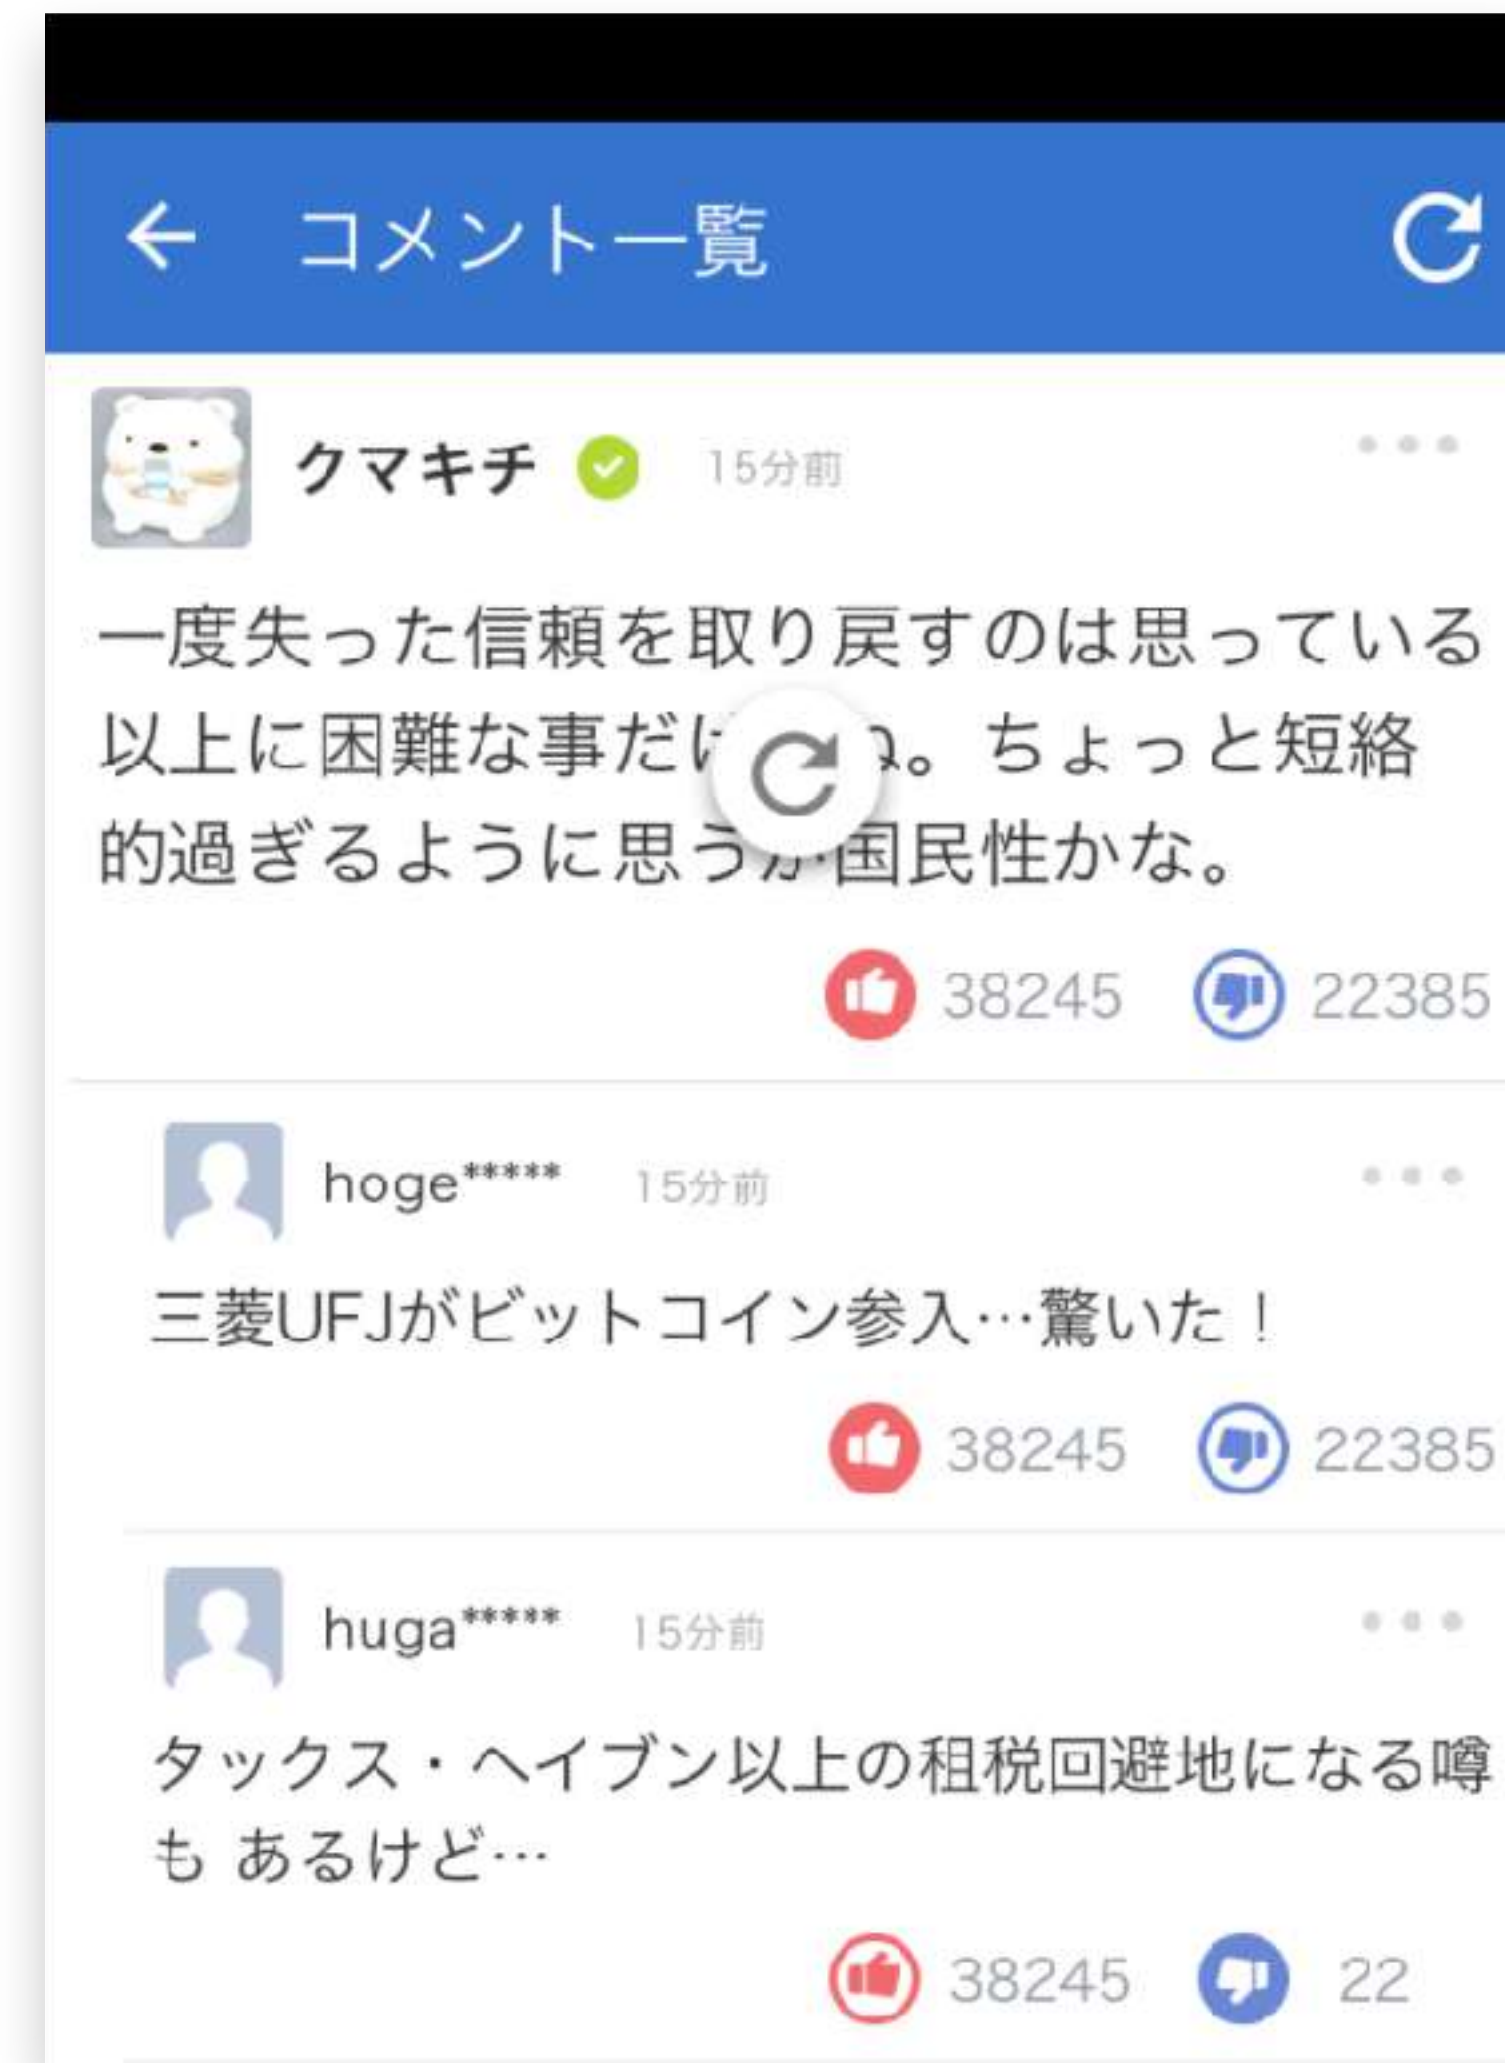 コメント一覧
クマキチ 15分前
一度失った信頼を取り戻すのは思っている
以上に困難な事だけ ね。ちょっと短絡
的過ぎるように思うが国民性かな。
38245 22385
hoge***** 15分前
三菱UFJがビットコイン参入…驚いた！
38245 22385
huga***** 15分前
タックス・ヘイブン以上の租税回避地になる噂
も あるけど…
38245 22